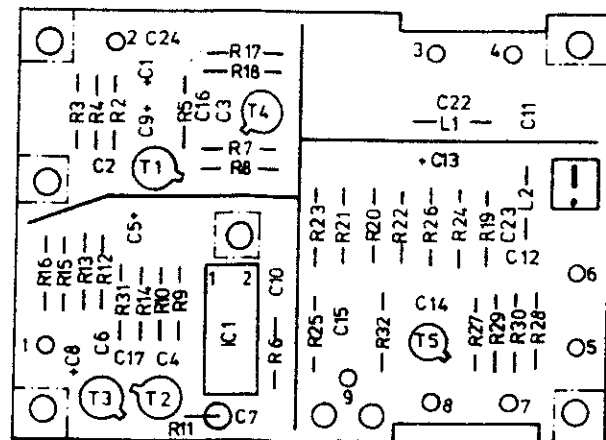 2 C24
R17
3
4
R18
+C1
R3
R4
R2
C9+
R5
C16
C3
T4
C22
L1
C11
R7
C2
T1
R8
+C13
L2
R23
R21
R20
R22
R26
R24
R19
C23
C5+
C12
R16
R15
R13
R12
R31
R14
R10
R9
1 2
C10
6
IC1
R6
R25
C15
R32
C14
T5
R27
R29
R30
R28
1
+C8
C6
C17
C4
5
T3
T2
9
R11
C7
8
7